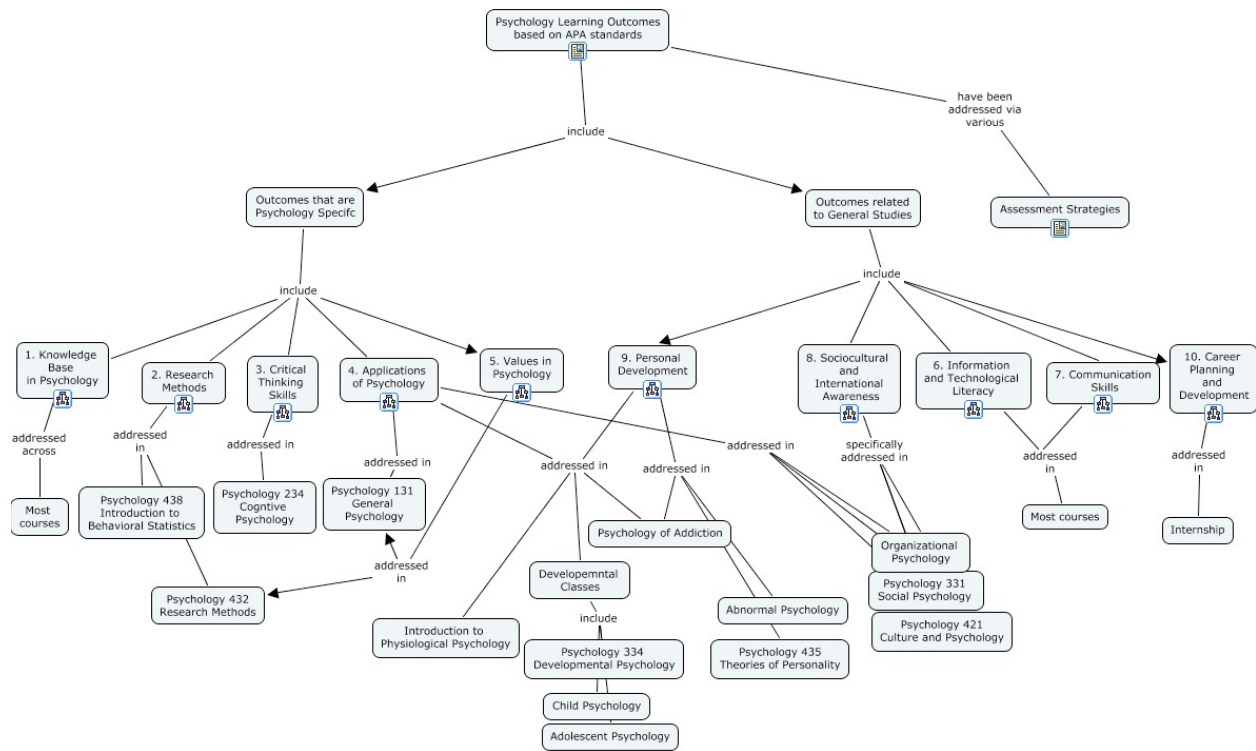 Psychology Learning Outcomes
based on APA standards
have been
addressed via
various
include
Outcomes that are
Psychology Specifc
Outcomes related
to General Studies
Assessment Strategies
include
include
1. Knowledge
Base
in Psychology
2. Research
Methods
3. Critical
Thinking
Skills
4. Applications
of Psychology
5. Values in
Psychology
9. Personal
Development
8. Sociocultural
and
International
Awareness
6. Information
and Technological
Literacy
7. Communication
Skills
10. Career
Planning
and
Development
addressed
across
addressed
in
addressed in
addressed in
addressed in
addressed
in
addressed in
specifically
addressed in
addressed
in
addressed
in
Most
courses
Psychology 438
Introduction to
Behavioral Statistics
Psychology 234
Cogntive
Psychology
Psychology 131
General
Psychology
Psychology of Addiction
Organizational
Psychology
Most courses
Internship
addressed
in
Psychology 432
Research Methods
Developemntal
Classes
Psychology 331
Social Psychology
Abnormal Psychology
include
Introduction to
Physiological Psychology
Psychology 421
Culture and Psychology
Psychology 334
Developmental Psychology
Psychology 435
Theories of Personality
Child Psychology
Adolescent Psychology